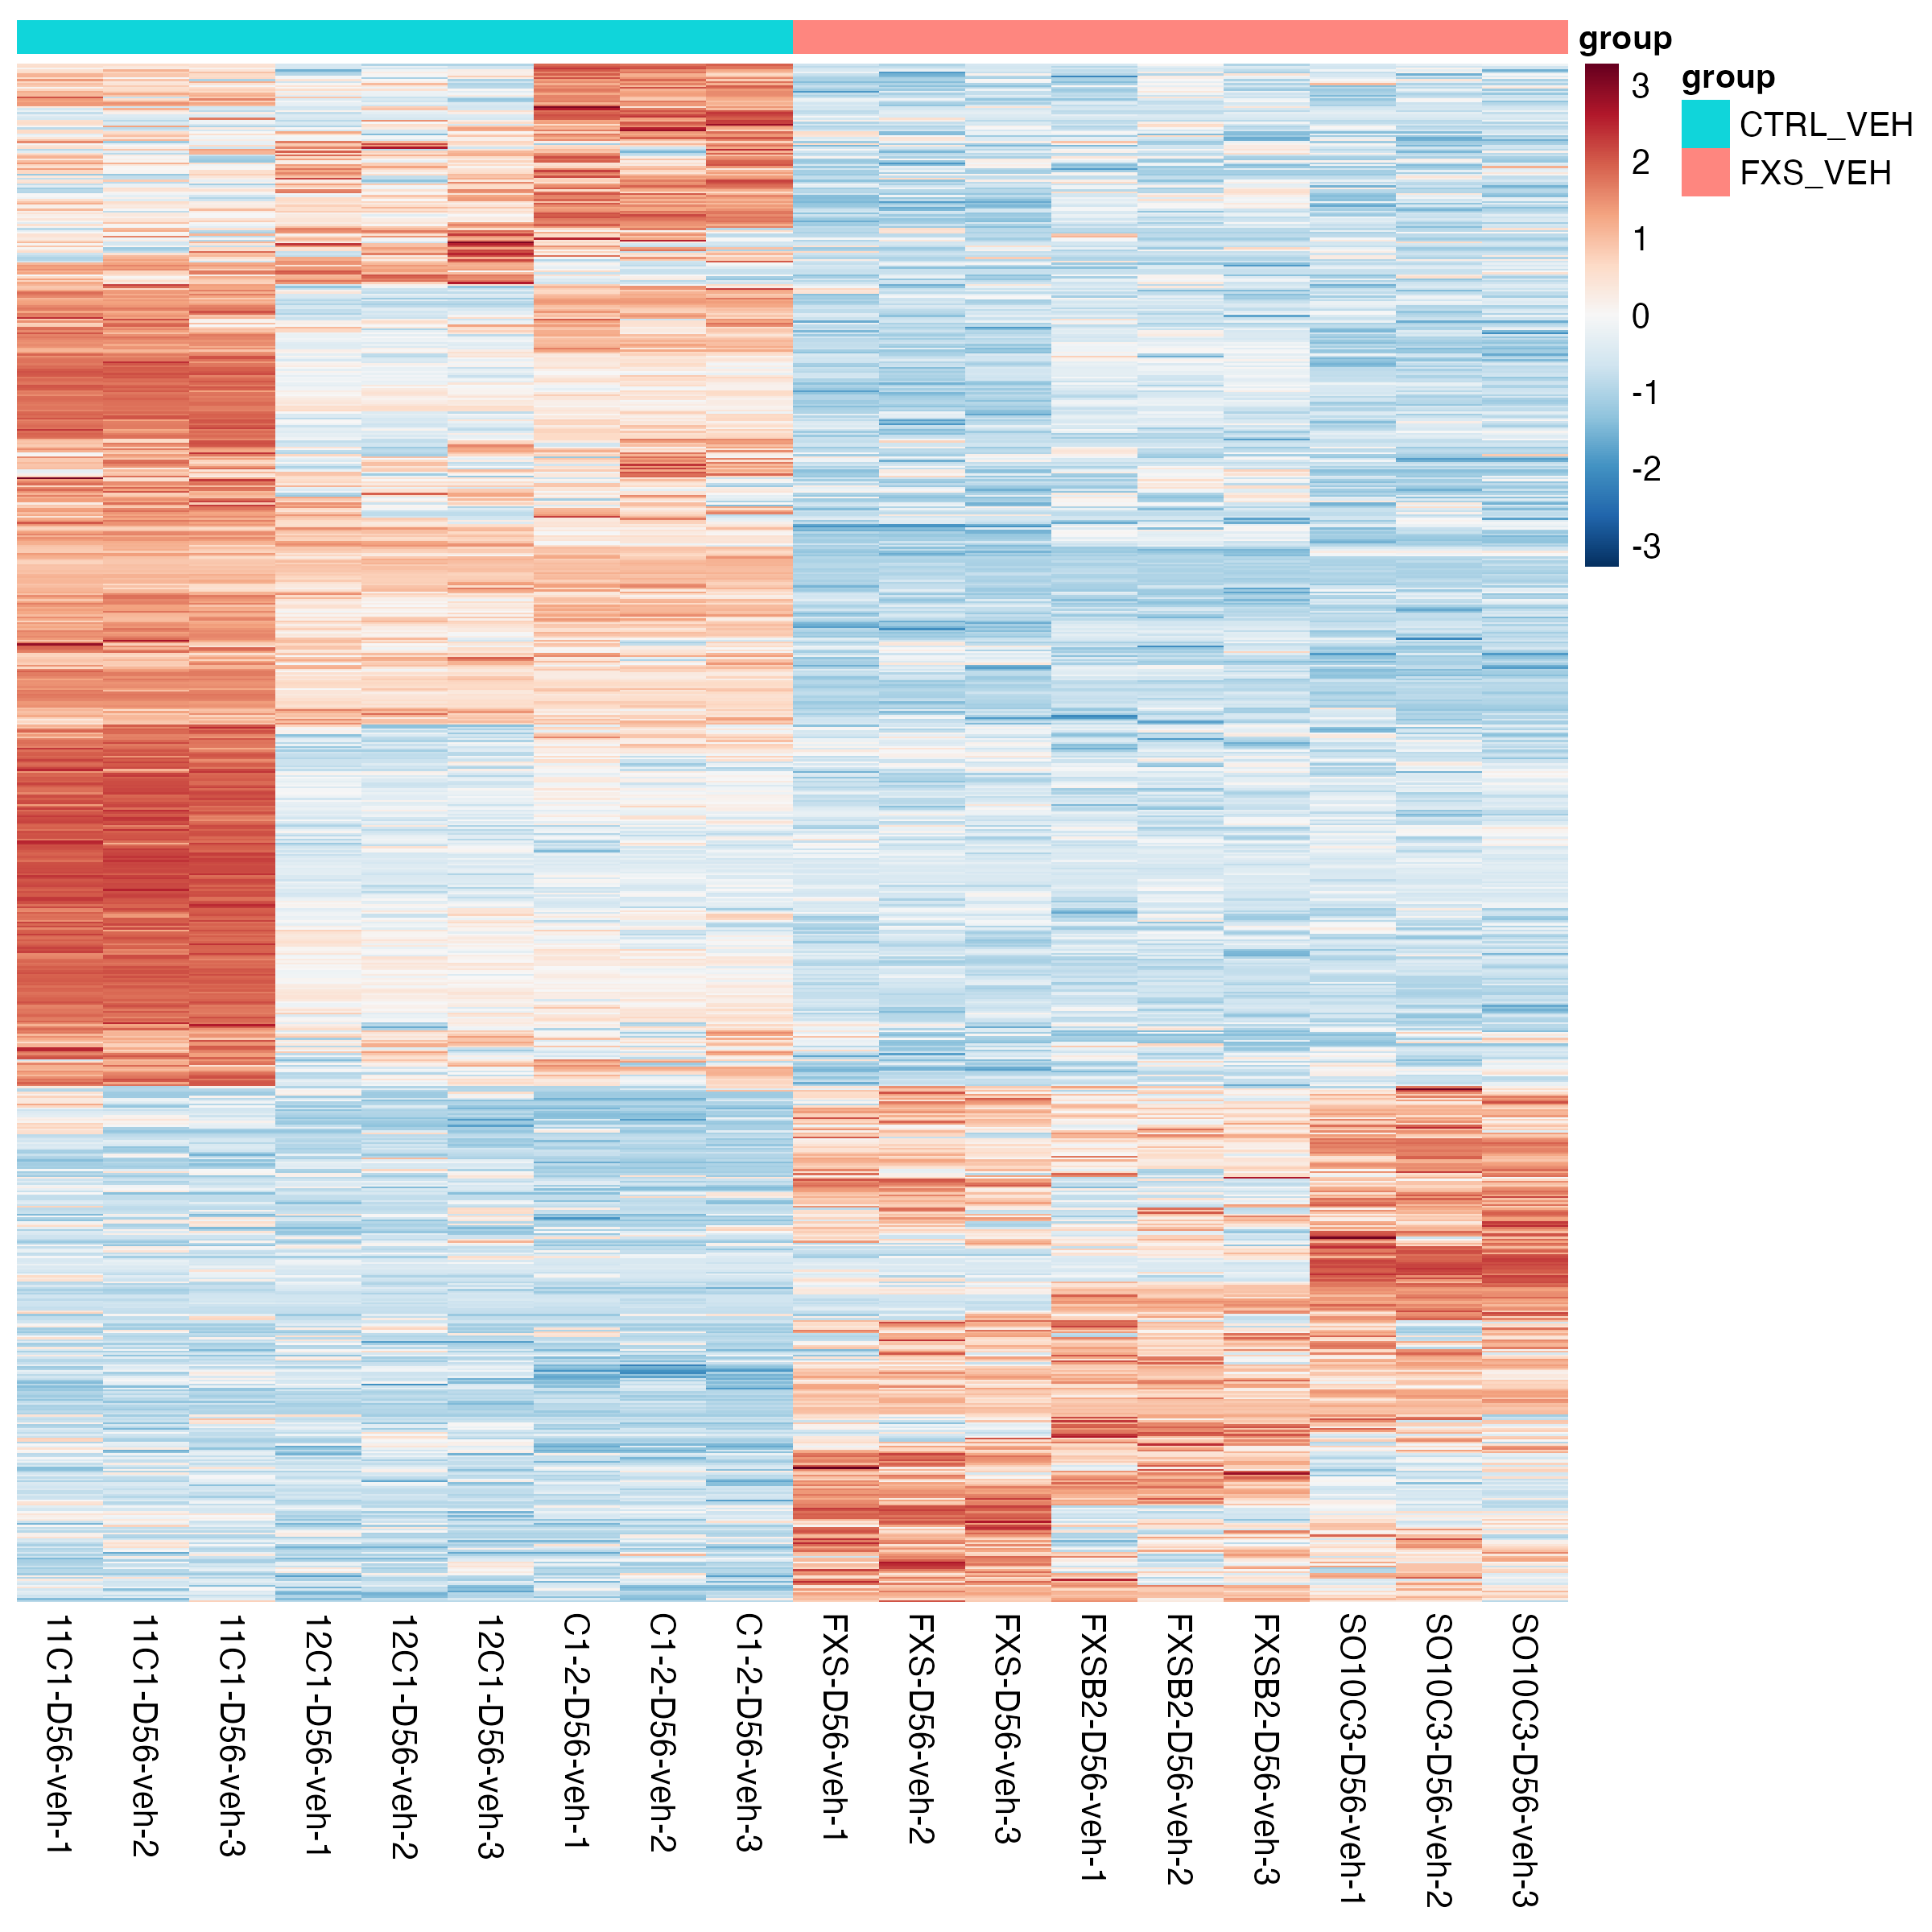 group
3
2
1
0
-1
-2
-3
group
CTRL_VEH
FXS_VEH
11C1-D56-veh-1
11C1-D56-veh-2
11C1-D56-veh-3
12C1-D56-veh-1
12C1-D56-veh-2
12C1-D56-veh-3
C1-2-D56-veh-1
C1-2-D56-veh-2
C1-2-D56-veh-3
FXS-D56-veh-1
FXS-D56-veh-2
FXS-D56-veh-3
FXSB2-D56-veh-1
FXSB2-D56-veh-2
FXSB2-D56-veh-3
SO10C3-D56-veh-1
SO10C3-D56-veh-2
SO10C3-D56-veh-3